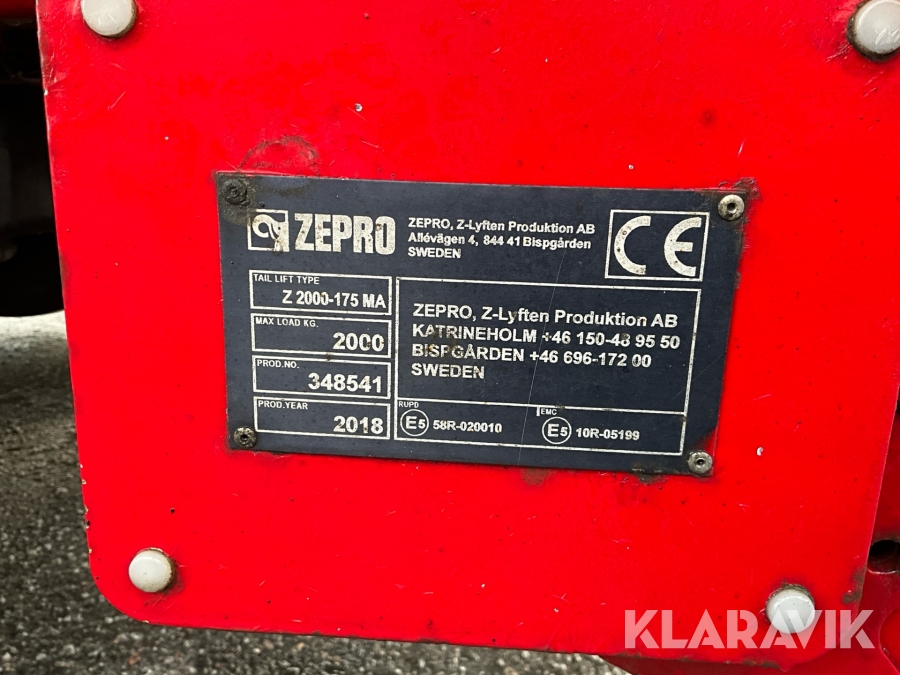 ZEPRO
ZEPRO, Z-Lyften Produktion AB
Allévägen 4, 844 41 Bispgården
SWEDEN
CE
TAIL LIFT TYPE
Z 2000-175 MA
MAX LOAD KG.
2000
PROD.NO.
348541
PROD.YEAR
2018
ZEPRO, Z-Lyften Produktion AB
KATRINEHOLM +46 150-48 95 50
BISPGÅRDEN +46 696-172 00
SWEDEN
RUPD
E5 58R-020010
EMC
E5 10R-05199
KLARAVIK